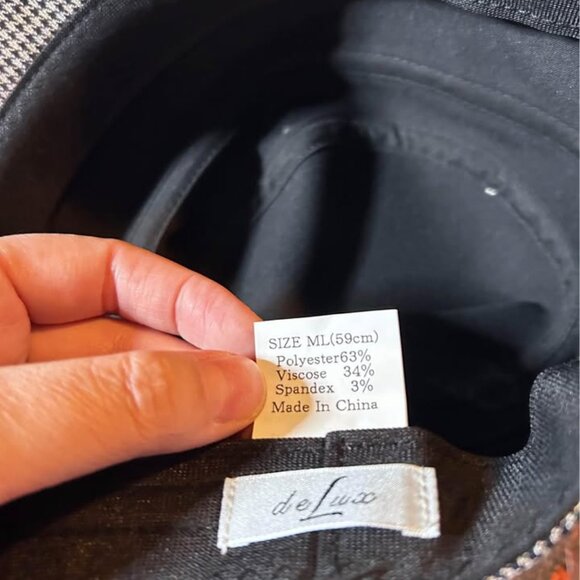 SIZE ML(59cm)
Polyester63%
Viscose 34%
Spandex 3%
Made In China
deLux